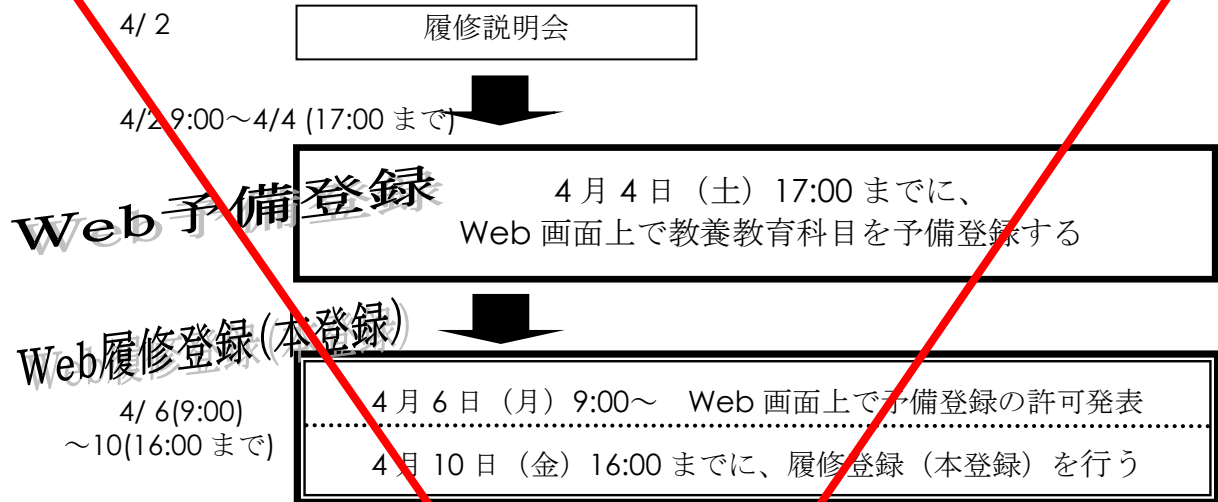 4/ 2
履修説明会
4/2 9:00～4/4 (17:00 まで)
Web予備登録
4 月 4 日（土）17:00 までに、
Web 画面上で教養教育科目を予備登録する
Web履修登録(本登録)
4/ 6(9:00)
～10(16:00 まで)
4 月 6 日（月）9:00～　Web 画面上で予備登録の許可発表
4 月 10 日（金）16:00 までに、履修登録（本登録）を行う